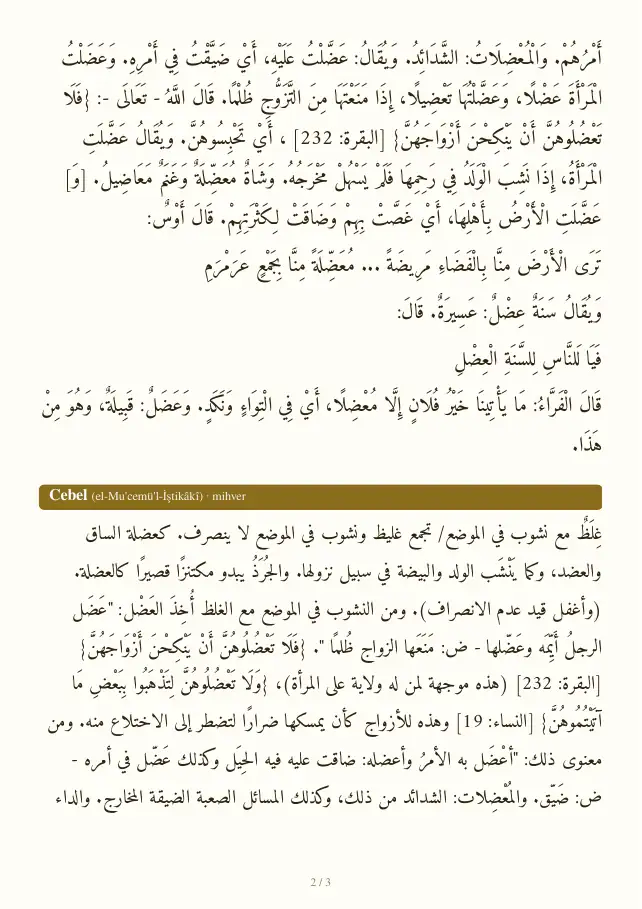 أَمْرُهُمْ. وَالْمُعْضِلَاتُ: الشَّدَائِدُ. وَيُقَالُ: عَضَّلْتُ عَلَيْهِ، أَيْ ضَيَّقْتُ فِي أَمْرِهِ. وَعَضَلْتُ
الْمَرْأَةَ عَضْلًا، وَعَضَّلْتُهَا تَعْضِيلًا، إِذَا مَنَعْتَهَا مِنَ التَّزَوُّجِ ظُلْمًا. قَالَ اللَّهُ - تَعَالَى -: {فَلَا
تَعْضُلُوهُنَّ أَنْ يَنْكِحْنَ أَزْوَاجَهُنَّ} [البقرة: 232] ، أَيْ تَحْبِسُوهُنَّ. وَيُقَالُ عَضَّلَتِ
الْمَرْأَةُ، إِذَا نَشِبَ الْوَلَدُ فِي رَحِمِهَا فَلَمْ يَسْهُلْ مَخْرَجُهُ. وَشَاةٌ مُعَضِّلَةٌ وَغَنَمٌ مَعَاضِيلُ. [وَ]
عَضَّلَتِ الْأَرْضُ بِأَهْلِهَا، أَيْ غَصَّتْ بِهِمْ وَضَاقَتْ لِكَثْرَتِهِمْ. قَالَ أَوْسٌ:
تَرَى الْأَرْضَ مِنَّا بِالْفَضَاءِ مَرِيضَةً ... مُعَضِّلَةً مِنَّا بِجَمْعٍ عَرَمْرَمِ
وَيُقَالُ سَنَةٌ عِضْلٌ: عَسِيرَةٌ. قَالَ:
فَيَا لَلنَّاسِ لِلسَّنَةِ الْعِضْلِ
قَالَ الْفَرَّاءُ: مَا يَأْتِينَا خَيْرُ فُلَانٍ إِلَّا مُعْضِلًا، أَيْ فِي الْتِوَاءٍ وَنَكَدٍ. وَعَضَلٌ: قَبِيلَةٌ، وَهُوَ مِنْ
هَذَا.
Cebel (el-Mu'cemü'l-İştikâkî) · mihver
غِلَظٌ مع نشوب في الموضع/ تجمع غليظ ونشوب في الموضع لا ينصرف. كعضلة الساق
والعضد، وكما يَنْشَب الولد والبيضة في سبيل نزولها. والجُرَذُ يبدو مكتنزًا قصيرًا كالعضلة.
(وأغفل قيد عدم الانصراف). ومن النشوب في الموضع مع الغلظ أُخِذَ العَضْل: "عَضَل
الرجلُ أَيِّمَه وعَضّلها - ض: مَنَعَها الزواج ظُلمًا ". {فَلَا تَعْضُلُوهُنَّ أَنْ يَنْكِحْنَ أَزْوَاجَهُنَّ}
[البقرة: 232] (هذه موجهة لمن له ولاية على المرأة)، {وَلَا تَعْضُلُوهُنَّ لِتَذْهَبُوا بِبَعْضِ مَا
آتَيْتُمُوهُنَّ} [النساء: 19] وهذه للأزواج كأن يمسكها ضرارًا لتضطر إلى الاختلاع منه. ومن
معنوى ذلك: "أعْضَل به الأمرُ وأعضله: ضاقت عليه فيه الحِيَل وكذلك عَضّل في أمره -
ض: ضَيّق. والمُعْضِلات: الشدائد من ذلك، وكذلك المسائل الصعبة الضيقة المخارج. والداء
2 / 3